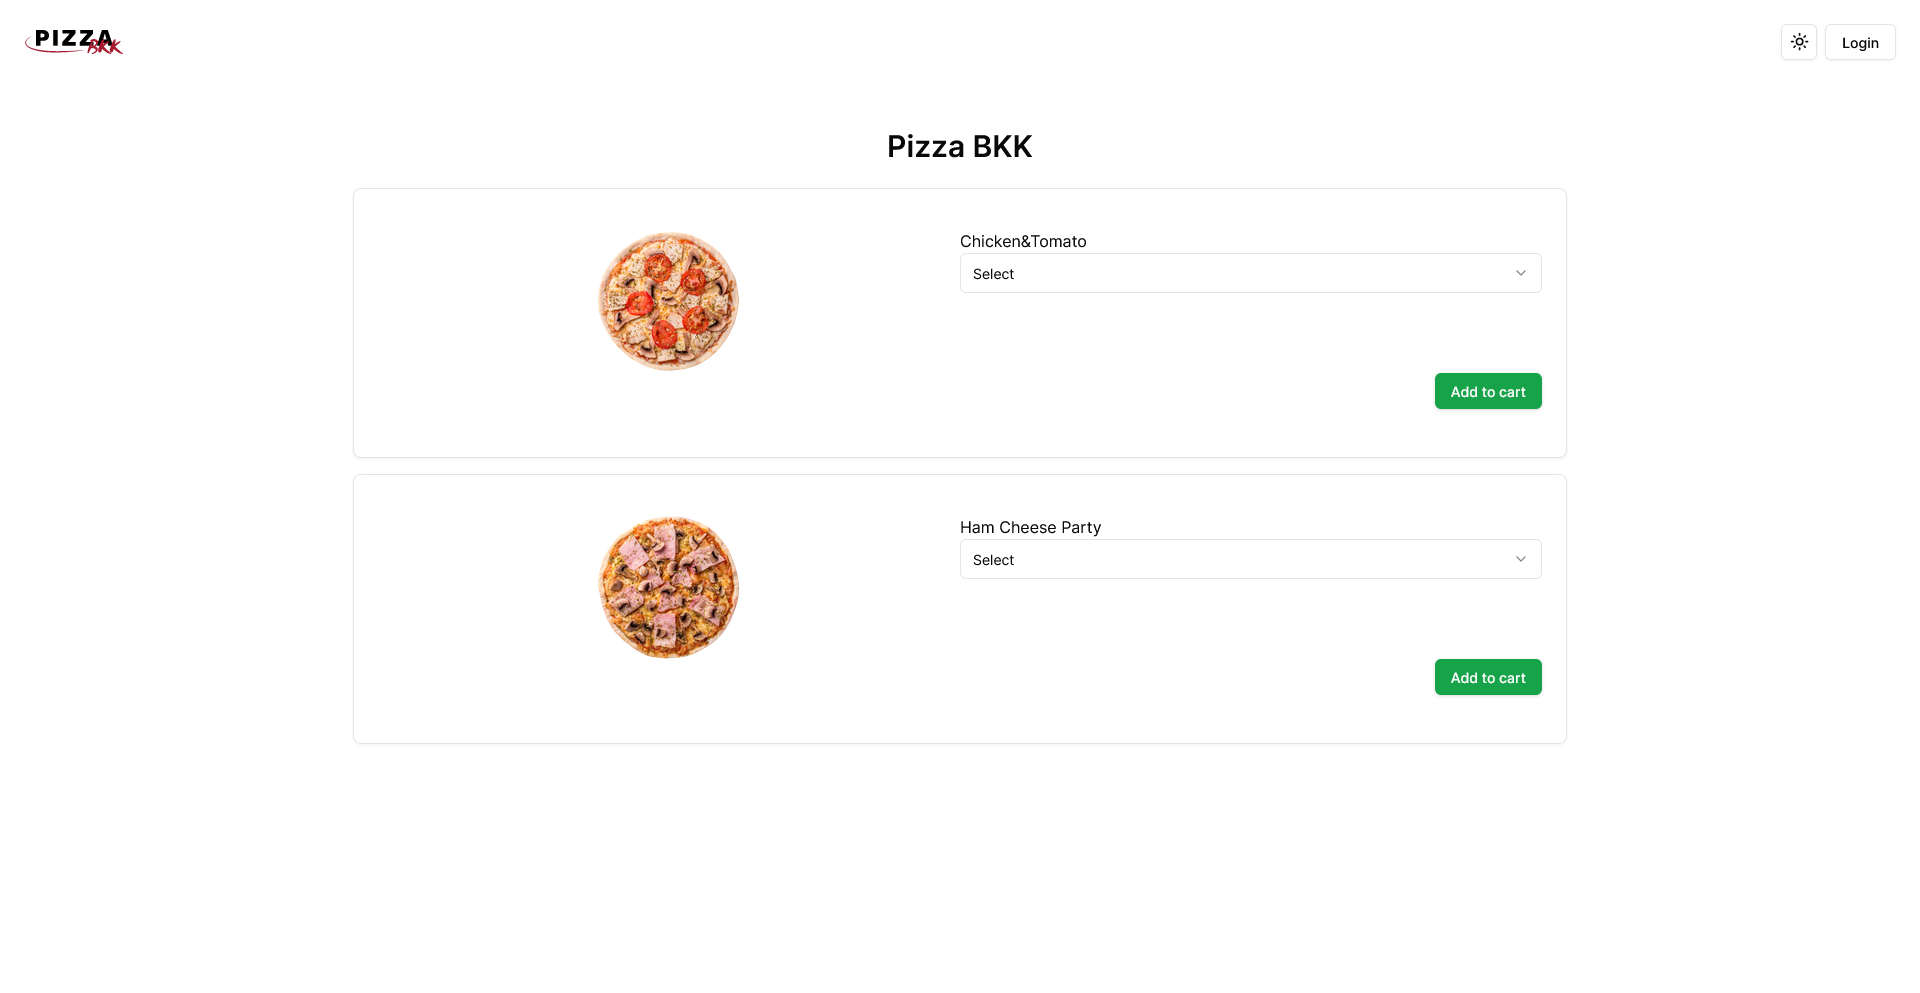 PIZZA
BKK
Login
Pizza BKK
Chicken&Tomato
Select
Add to cart
Ham Cheese Party
Select
Add to cart